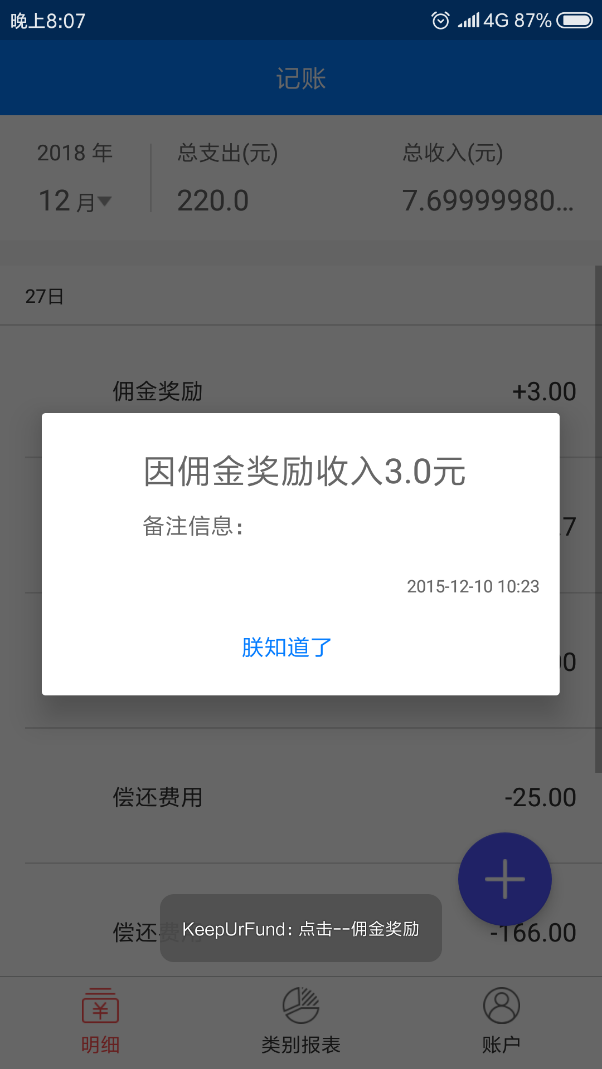 晚上8:07
4G 87%
记账
2018 年
总支出(元)
总收入(元)
12 月
220.0
7.69999980...
27日
佣金奖励
+3.00
因佣金奖励收入3.0元
备注信息：
7
2015-12-10 10:23
朕知道了
0
偿还费用
-25.00
偿还费用
-166.00
KeepUrFund: 点击--佣金奖励
明细
类别报表
账户